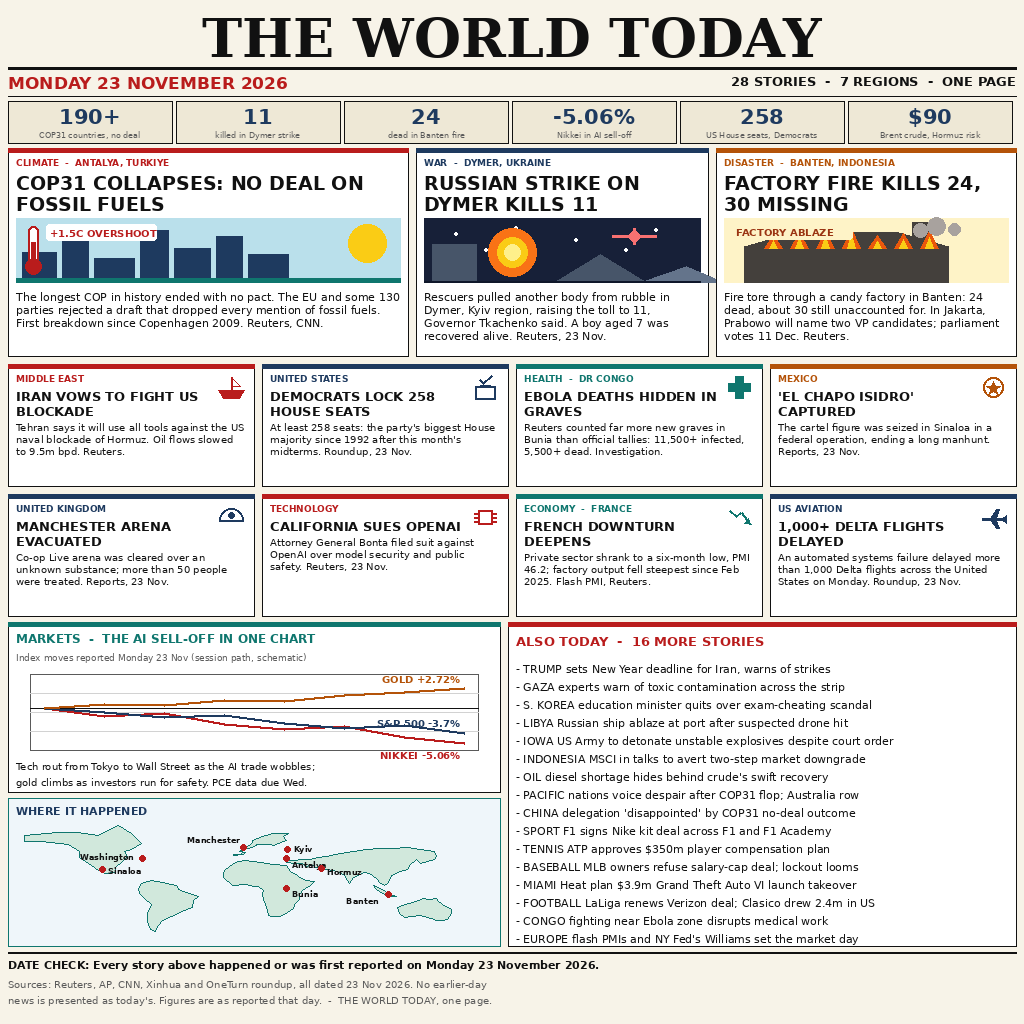 THE WORLD TODAY
MONDAY 23 NOVEMBER 2026
28 STORIES - 7 REGIONS - ONE PAGE
190+
COP31 countries, no deal
11
killed in Dymer strike
24
dead in Banten fire
-5.06%
Nikkei in AI sell-off
258
US House seats, Democrats
$90
Brent crude, Hormuz risk
CLIMATE - ANTALYA, TURKIYE
COP31 COLLAPSES: NO DEAL ON
FOSSIL FUELS
+1.5C OVERSHOOT
The longest COP in history ended with no pact. The EU and some 130
parties rejected a draft that dropped every mention of fossil fuels.
First breakdown since Copenhagen 2009. Reuters, CNN.
WAR - DYMER, UKRAINE
RUSSIAN STRIKE ON
DYMER KILLS 11
Rescuers pulled another body from rubble in
Dymer, Kyiv region, raising the toll to 11,
Governor Tkachenko said. A boy aged 7 was
recovered alive. Reuters, 23 Nov.
DISASTER - BANTEN, INDONESIA
FACTORY FIRE KILLS 24,
30 MISSING
FACTORY ABLAZE
Fire tore through a candy factory in Banten: 24
dead, about 30 still unaccounted for. In Jakarta,
Prabowo will name two VP candidates; parliament
votes 11 Dec. Reuters.
MIDDLE EAST
IRAN VOWS TO FIGHT US
BLOCKADE
Tehran says it will use all tools against the US
naval blockade of Hormuz. Oil flows slowed
to 9.5m bpd. Reuters.
UNITED STATES
DEMOCRATS LOCK 258
HOUSE SEATS
At least 258 seats: the party's biggest House
majority since 1992 after this month's
midterms. Roundup, 23 Nov.
HEALTH - DR CONGO
EBOLA DEATHS HIDDEN IN
GRAVES
Reuters counted far more new graves in
Bunia than official tallies: 11,500+ infected,
5,500+ dead. Investigation.
MEXICO
'EL CHAPO ISIDRO'
CAPTURED
The cartel figure was seized in Sinaloa in a
federal operation, ending a long manhunt.
Reports, 23 Nov.
UNITED KINGDOM
MANCHESTER ARENA
EVACUATED
Co-op Live arena was cleared over an
unknown substance; more than 50 people
were treated. Reports, 23 Nov.
TECHNOLOGY
CALIFORNIA SUES OPENAI
Attorney General Bonta filed suit against
OpenAI over model security and public
safety. Reuters, 23 Nov.
ECONOMY - FRANCE
FRENCH DOWNTURN
DEEPENS
Private sector shrank to a six-month low, PMI
46.2; factory output fell steepest since Feb
2025. Flash PMI, Reuters.
US AVIATION
1,000+ DELTA FLIGHTS
DELAYED
An automated systems failure delayed more
than 1,000 Delta flights across the United
States on Monday. Roundup, 23 Nov.
MARKETS - THE AI SELL-OFF IN ONE CHART
Index moves reported Monday 23 Nov (session path, schematic)
GOLD +2.72%
S&P 500 -3.7%
NIKKEI -5.06%
Tech rout from Tokyo to Wall Street as the AI trade wobbles;
gold climbs as investors run for safety. PCE data due Wed.
WHERE IT HAPPENED
Manchester
Kyiv
Washington
Antalya
Sinaloa
Hormuz
Bunia
Banten
ALSO TODAY - 16 MORE STORIES
- TRUMP sets New Year deadline for Iran, warns of strikes
- GAZA experts warn of toxic contamination across the strip
- S. KOREA education minister quits over exam-cheating scandal
- LIBYA Russian ship ablaze at port after suspected drone hit
- IOWA US Army to detonate unstable explosives despite court order
- INDONESIA MSCI in talks to avert two-step market downgrade
- OIL diesel shortage hides behind crude's swift recovery
- PACIFIC nations voice despair after COP31 flop; Australia row
- CHINA delegation 'disappointed' by COP31 no-deal outcome
- SPORT F1 signs Nike kit deal across F1 and F1 Academy
- TENNIS ATP approves $350m player compensation plan
- BASEBALL MLB owners refuse salary-cap deal; lockout looms
- MIAMI Heat plan $3.9m Grand Theft Auto VI launch takeover
- FOOTBALL LaLiga renews Verizon deal; Clasico drew 2.4m in US
- CONGO fighting near Ebola zone disrupts medical work
- EUROPE flash PMIs and NY Fed's Williams set the market day
DATE CHECK: Every story above happened or was first reported on Monday 23 November 2026.
Sources: Reuters, AP, CNN, Xinhua and OneTurn roundup, all dated 23 Nov 2026. No earlier-day
news is presented as today's. Figures are as reported that day. - THE WORLD TODAY, one page.